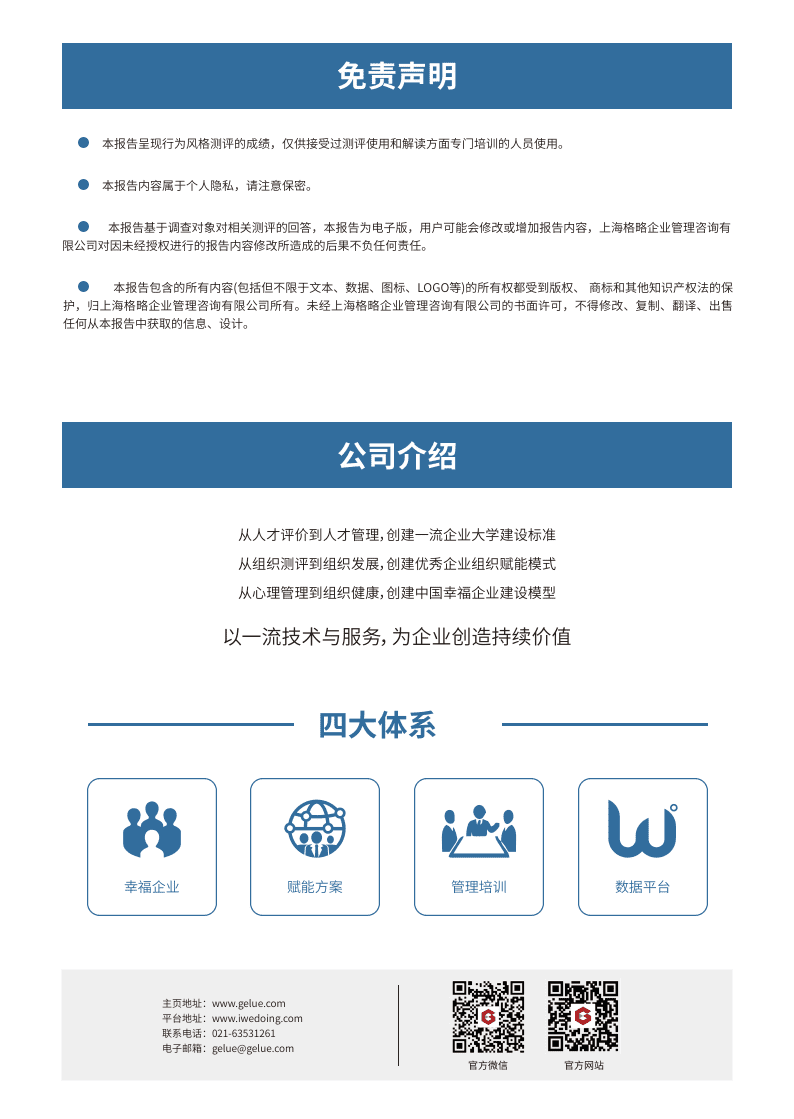 免责声明
本报告呈现行为风格测评的成绩，仅供接受过测评使用和解读方面专门培训的人员使用。
本报告内容属于个人隐私，请注意保密。
本报告基于调查对象对相关测评的回答，本报告为电子版，用户可能会修改或增加报告内容，上海格略企业管理咨询有
限公司对因未经授权进行的报告内容修改所造成的后果不负任何责任。
本报告包含的所有内容(包括但不限于文本、数据、图标、LOGO等)的所有权都受到版权、 商标和其他知识产权法的保
护，归上海格略企业管理咨询有限公司所有。未经上海格略企业管理咨询有限公司的书面许可，不得修改、复制、翻译、出售
任何从本报告中获取的信息、设计。
公司介绍
从人才评价到人才管理，创建一流企业大学建设标准
从组织测评到组织发展，创建优秀企业组织赋能模式
从心理管理到组织健康，创建中国幸福企业建设模型
以一流技术与服务，为企业创造持续价值
四大体系
幸福企业
赋能方案
管理培训
数据平台
主页地址：www.gelue.com
平台地址：www.iwedoing.com
联系电话：021-63531261
电子邮箱：gelue@gelue.com
官方微信
官方网站